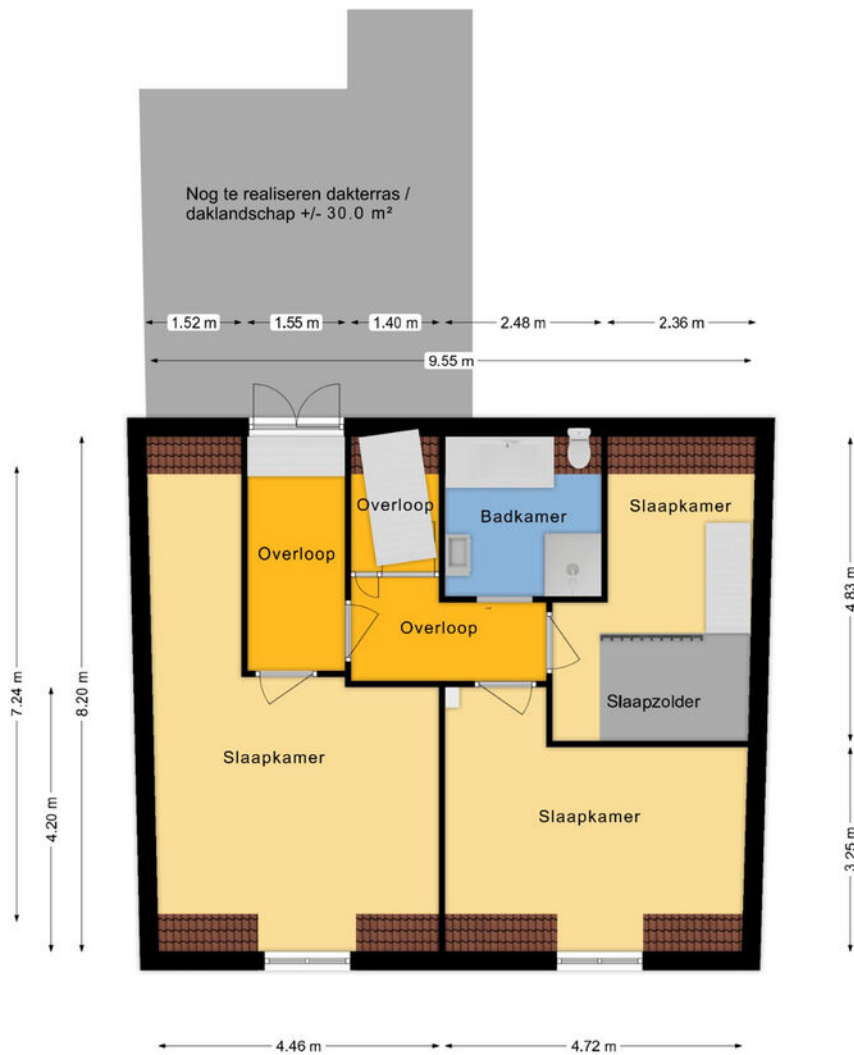 Nog te realiseren dakterras /
daklandschap +/- 30.0 m²
1.52 m
1.55 m
1.40 m
2.48 m
2.36 m
9.55 m
Overloop
Slaapkamer
Badkamer
Overloop
Overloop
4.83 m
7.24 m
8.20 m
Slaapzolder
Slaapkamer
Slaapkamer
4.20 m
3.25 m
4.46 m
4.72 m